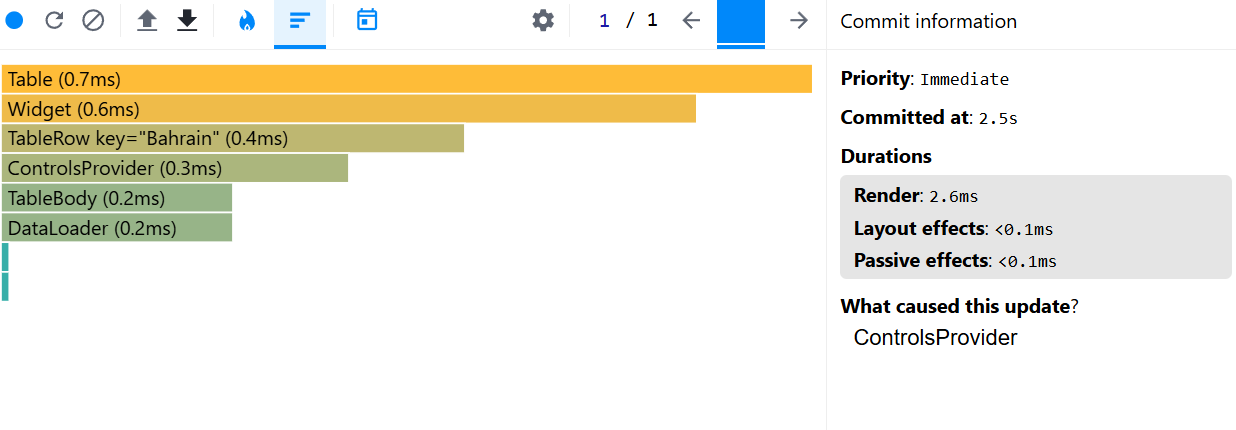 1 / 1
Commit information
Table (0.7ms)
Widget (0.6ms)
TableRow key="Bahrain" (0.4ms)
ControlsProvider (0.3ms)
TableBody (0.2ms)
DataLoader (0.2ms)
Priority: Immediate
Committed at: 2.5s
Durations
Render: 2.6ms
Layout effects: <0.1ms
Passive effects: <0.1ms
What caused this update?
ControlsProvider